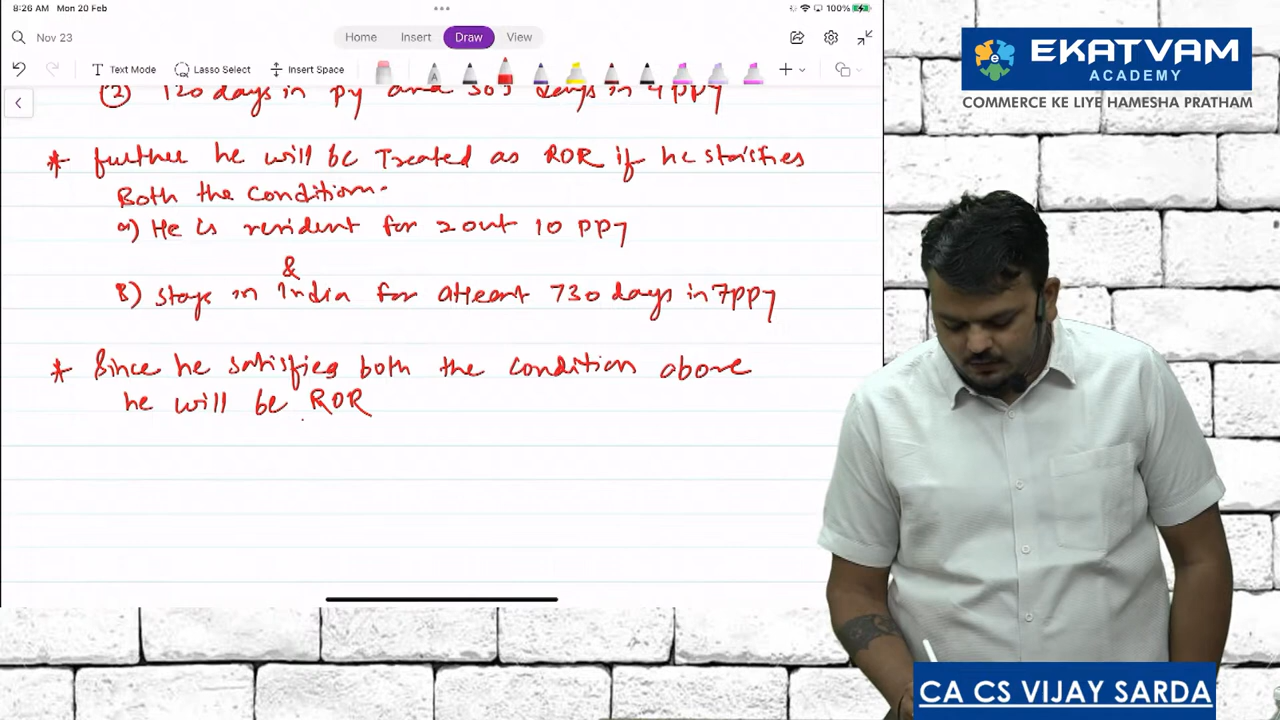 8:26 AM Mon 20 Feb
100%
Nov 23
Home Insert Draw View
Text Mode Lasso Select Insert Space
EKATVAM
ACADEMY
COMMERCE KE LIYE HAMESHA PRATHAM
(2) 120 days in py and 365 days in 4 ppy
* further he will be Treated as ROR if he staisfies
Both the condition-
a) He is resident for 2 out 10 ppy
&
B) stays in India for atleast 730 days in 7ppy
* Since he satisfies both the condition above
he will be ROR
CA CS VIJAY SARDA